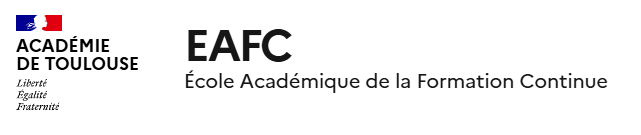 ACADÉMIE
DE TOULOUSE
Liberté
Égalité
Fraternité
EAFC
École Académique de la Formation Continue